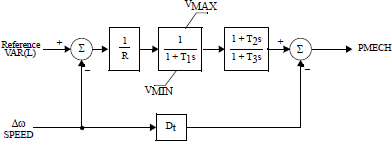 VMAX
Reference
VAR(L)
+
Σ
−
1
R
1
1 + T1s
1 + T2s
1 + T3s
+
Σ
−
PMECH
VMIN
Δω
SPEED
Dt